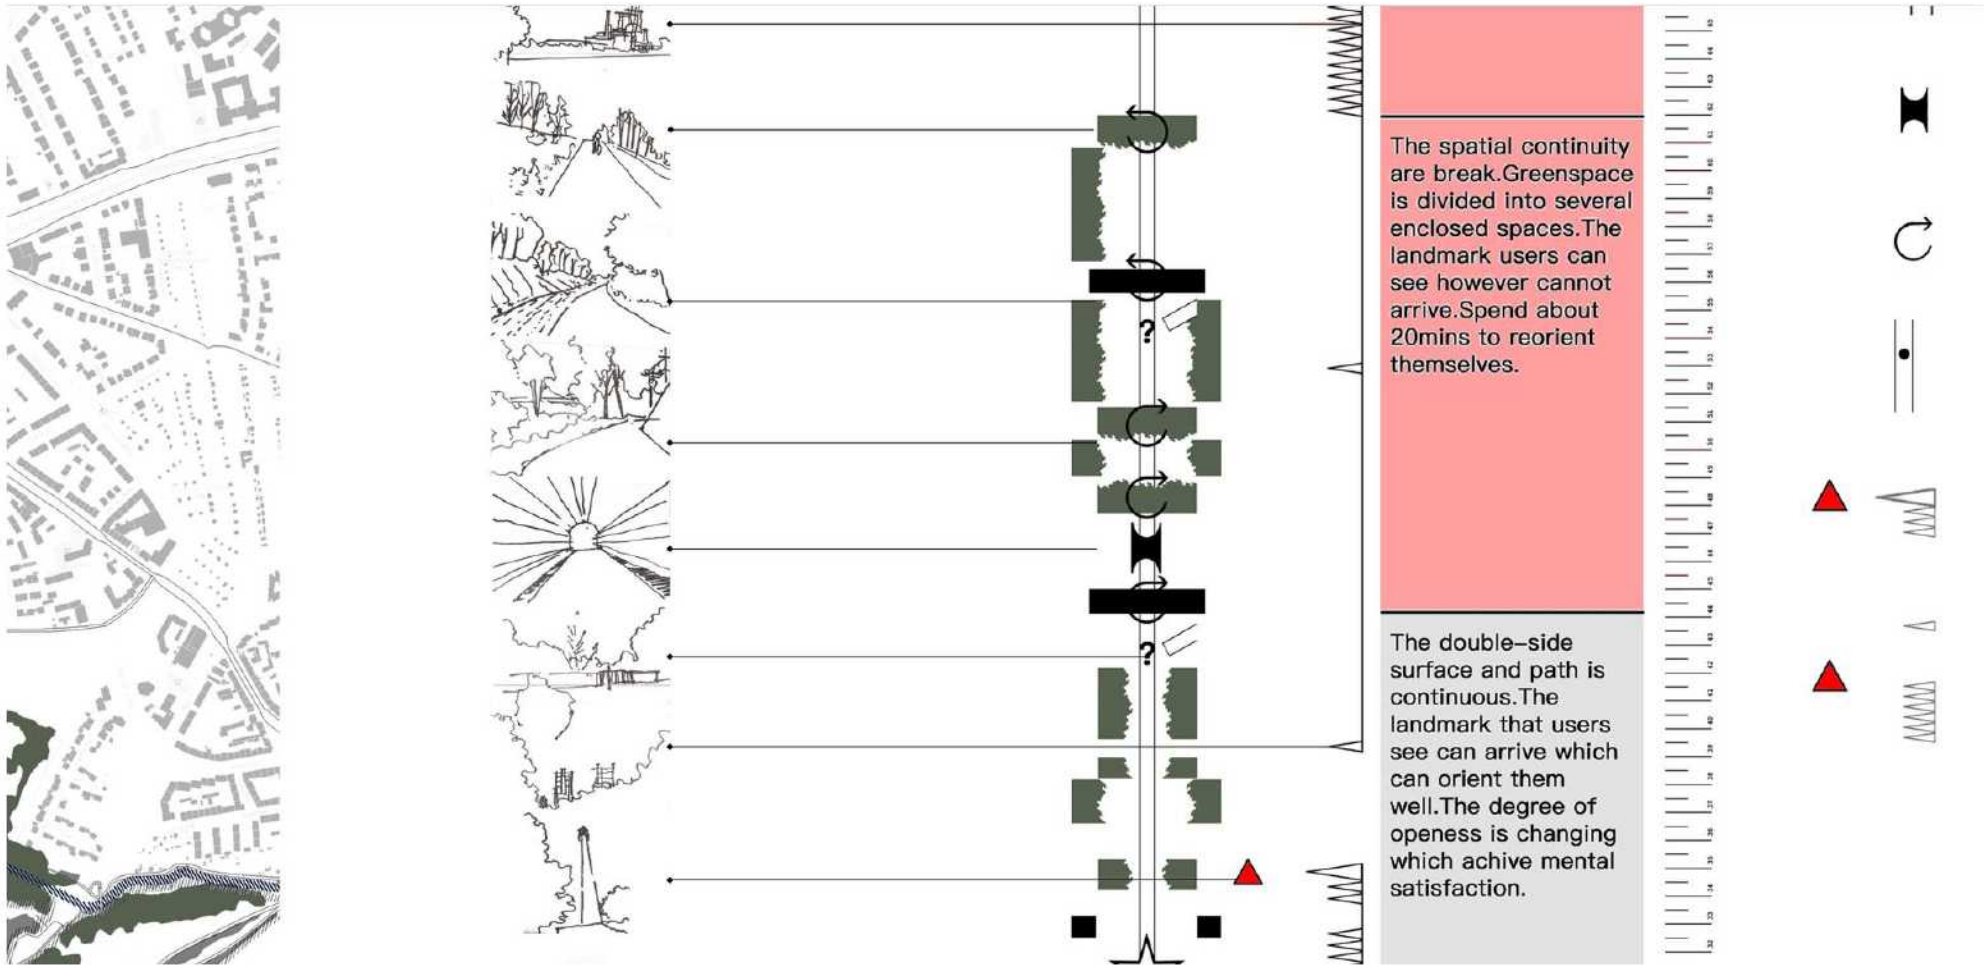 The spatial continuity
are break.Greenspace
is divided into several
enclosed spaces.The
landmark users can
see however cannot
arrive.Spend about
20mins to reorient
themselves.
?
?
The double-side
surface and path is
continuous.The
landmark that users
see can arrive which
can orient them
well.The degree of
openess is changing
which achive mental
satisfaction.